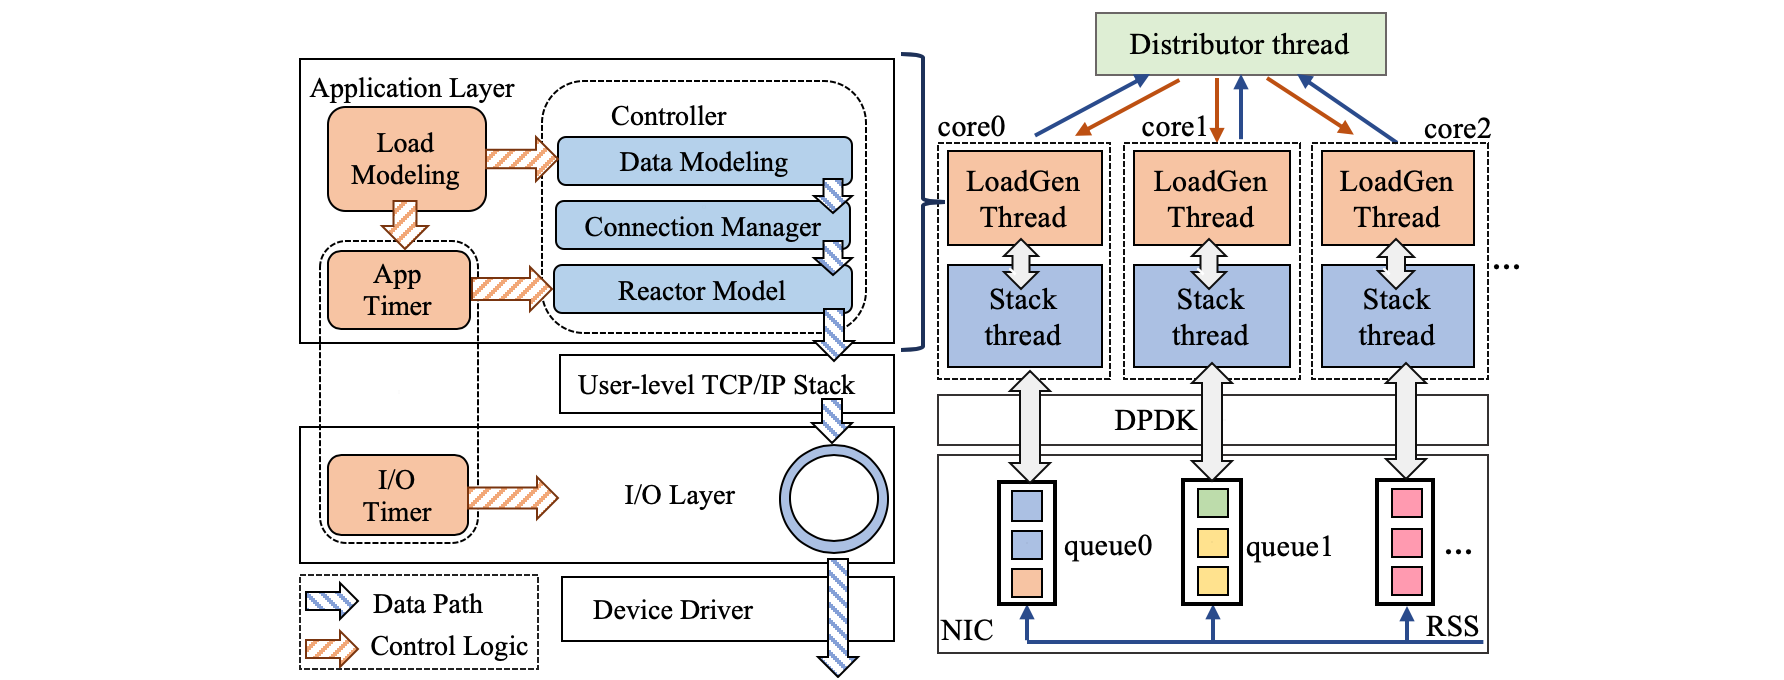 Application Layer
Load
Modeling
Controller
Data Modeling
Connection Manager
App
Timer
Reactor Model
User-level TCP/IP Stack
I/O
Timer
I/O Layer
Data Path
Control Logic
Device Driver
Distributor thread
core0
core1
core2
LoadGen
Thread
LoadGen
Thread
LoadGen
Thread
Stack
thread
Stack
thread
Stack
thread
...
DPDK
queue0
queue1
...
NIC
RSS